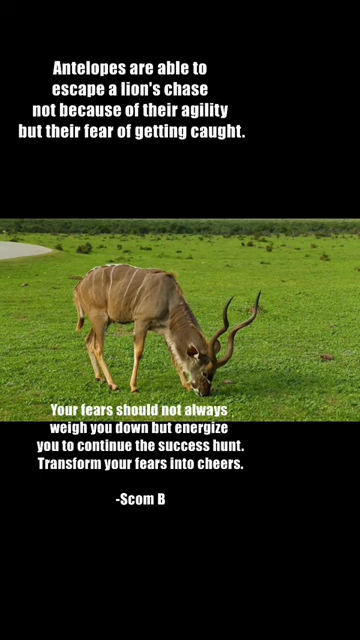 Antelopes are able to
escape a lion's chase
not because of their agility
but their fear of getting caught.
Your fears should not always
weigh you down but energize
you to continue the success hunt.
Transform your fears into cheers.
-Scom B